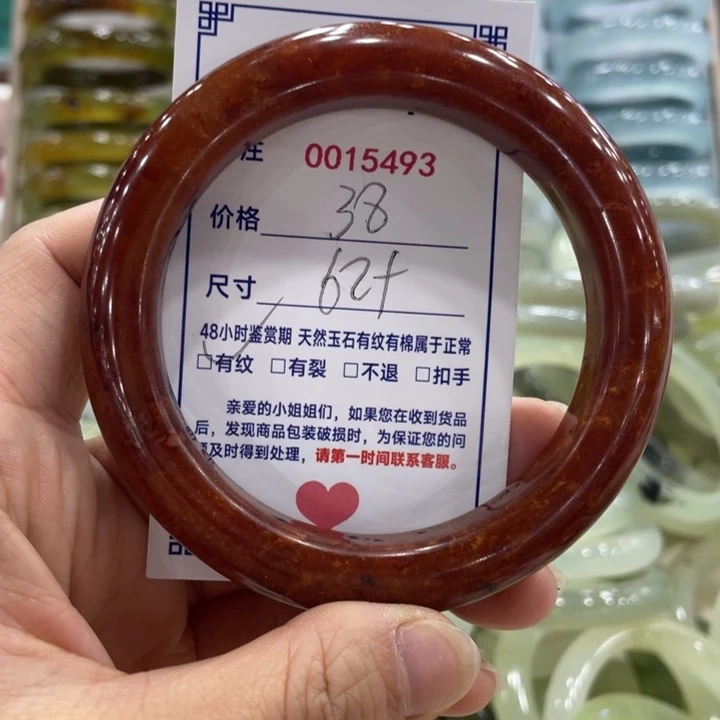 注 0015493
价格 38
尺寸 62+
48小时鉴赏期 天然玉石有纹有棉属于正常
☑有纹 □有裂 □不退 □扣手
亲爱的小姐姐们，如果您在收到货品
后，发现商品包装破损时，为保证您的问
题及时得到处理，请第一时间联系客服。